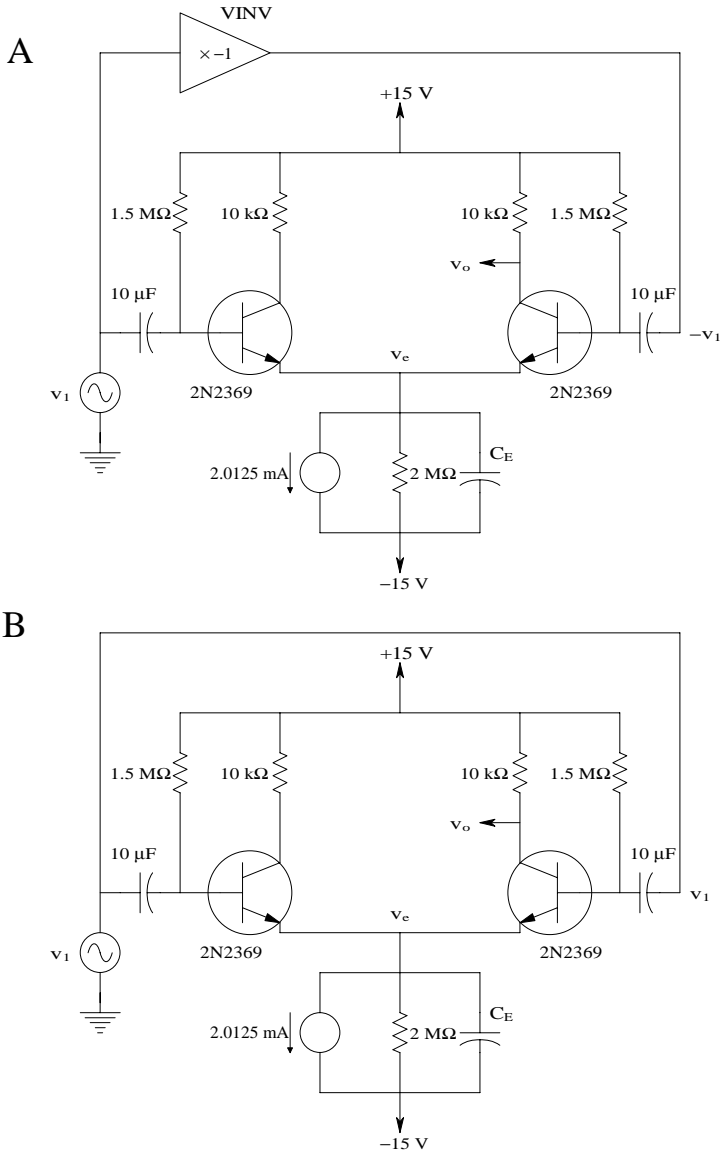 VINV
A
× −1
+15 V
1.5 MΩ
10 kΩ
10 kΩ
1.5 MΩ
vₒ
10 µF
10 µF
−v₁
vₑ
2N2369
2N2369
v₁
C_E
2.0125 mA
2 MΩ
−15 V
B
+15 V
1.5 MΩ
10 kΩ
10 kΩ
1.5 MΩ
vₒ
10 µF
10 µF
v₁
vₑ
2N2369
2N2369
v₁
C_E
2.0125 mA
2 MΩ
−15 V